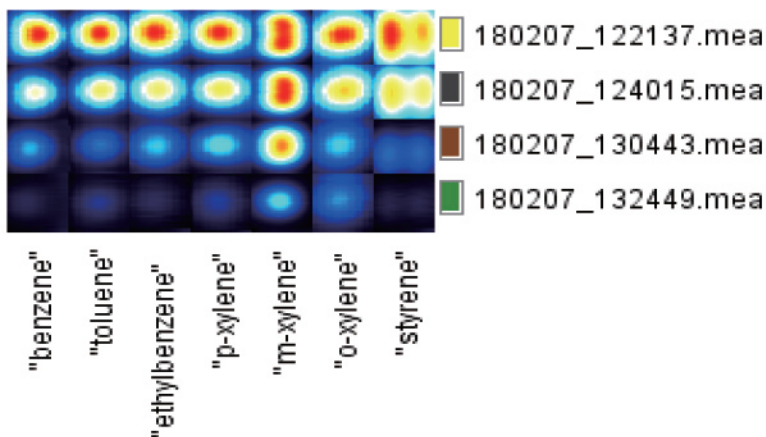 180207_122137.mea
180207_124015.mea
180207_130443.mea
180207_132449.mea
"benzene"
"toluene"
"ethylbenzene"
"p-xylene"
"m-xylene"
"o-xylene"
"styrene"